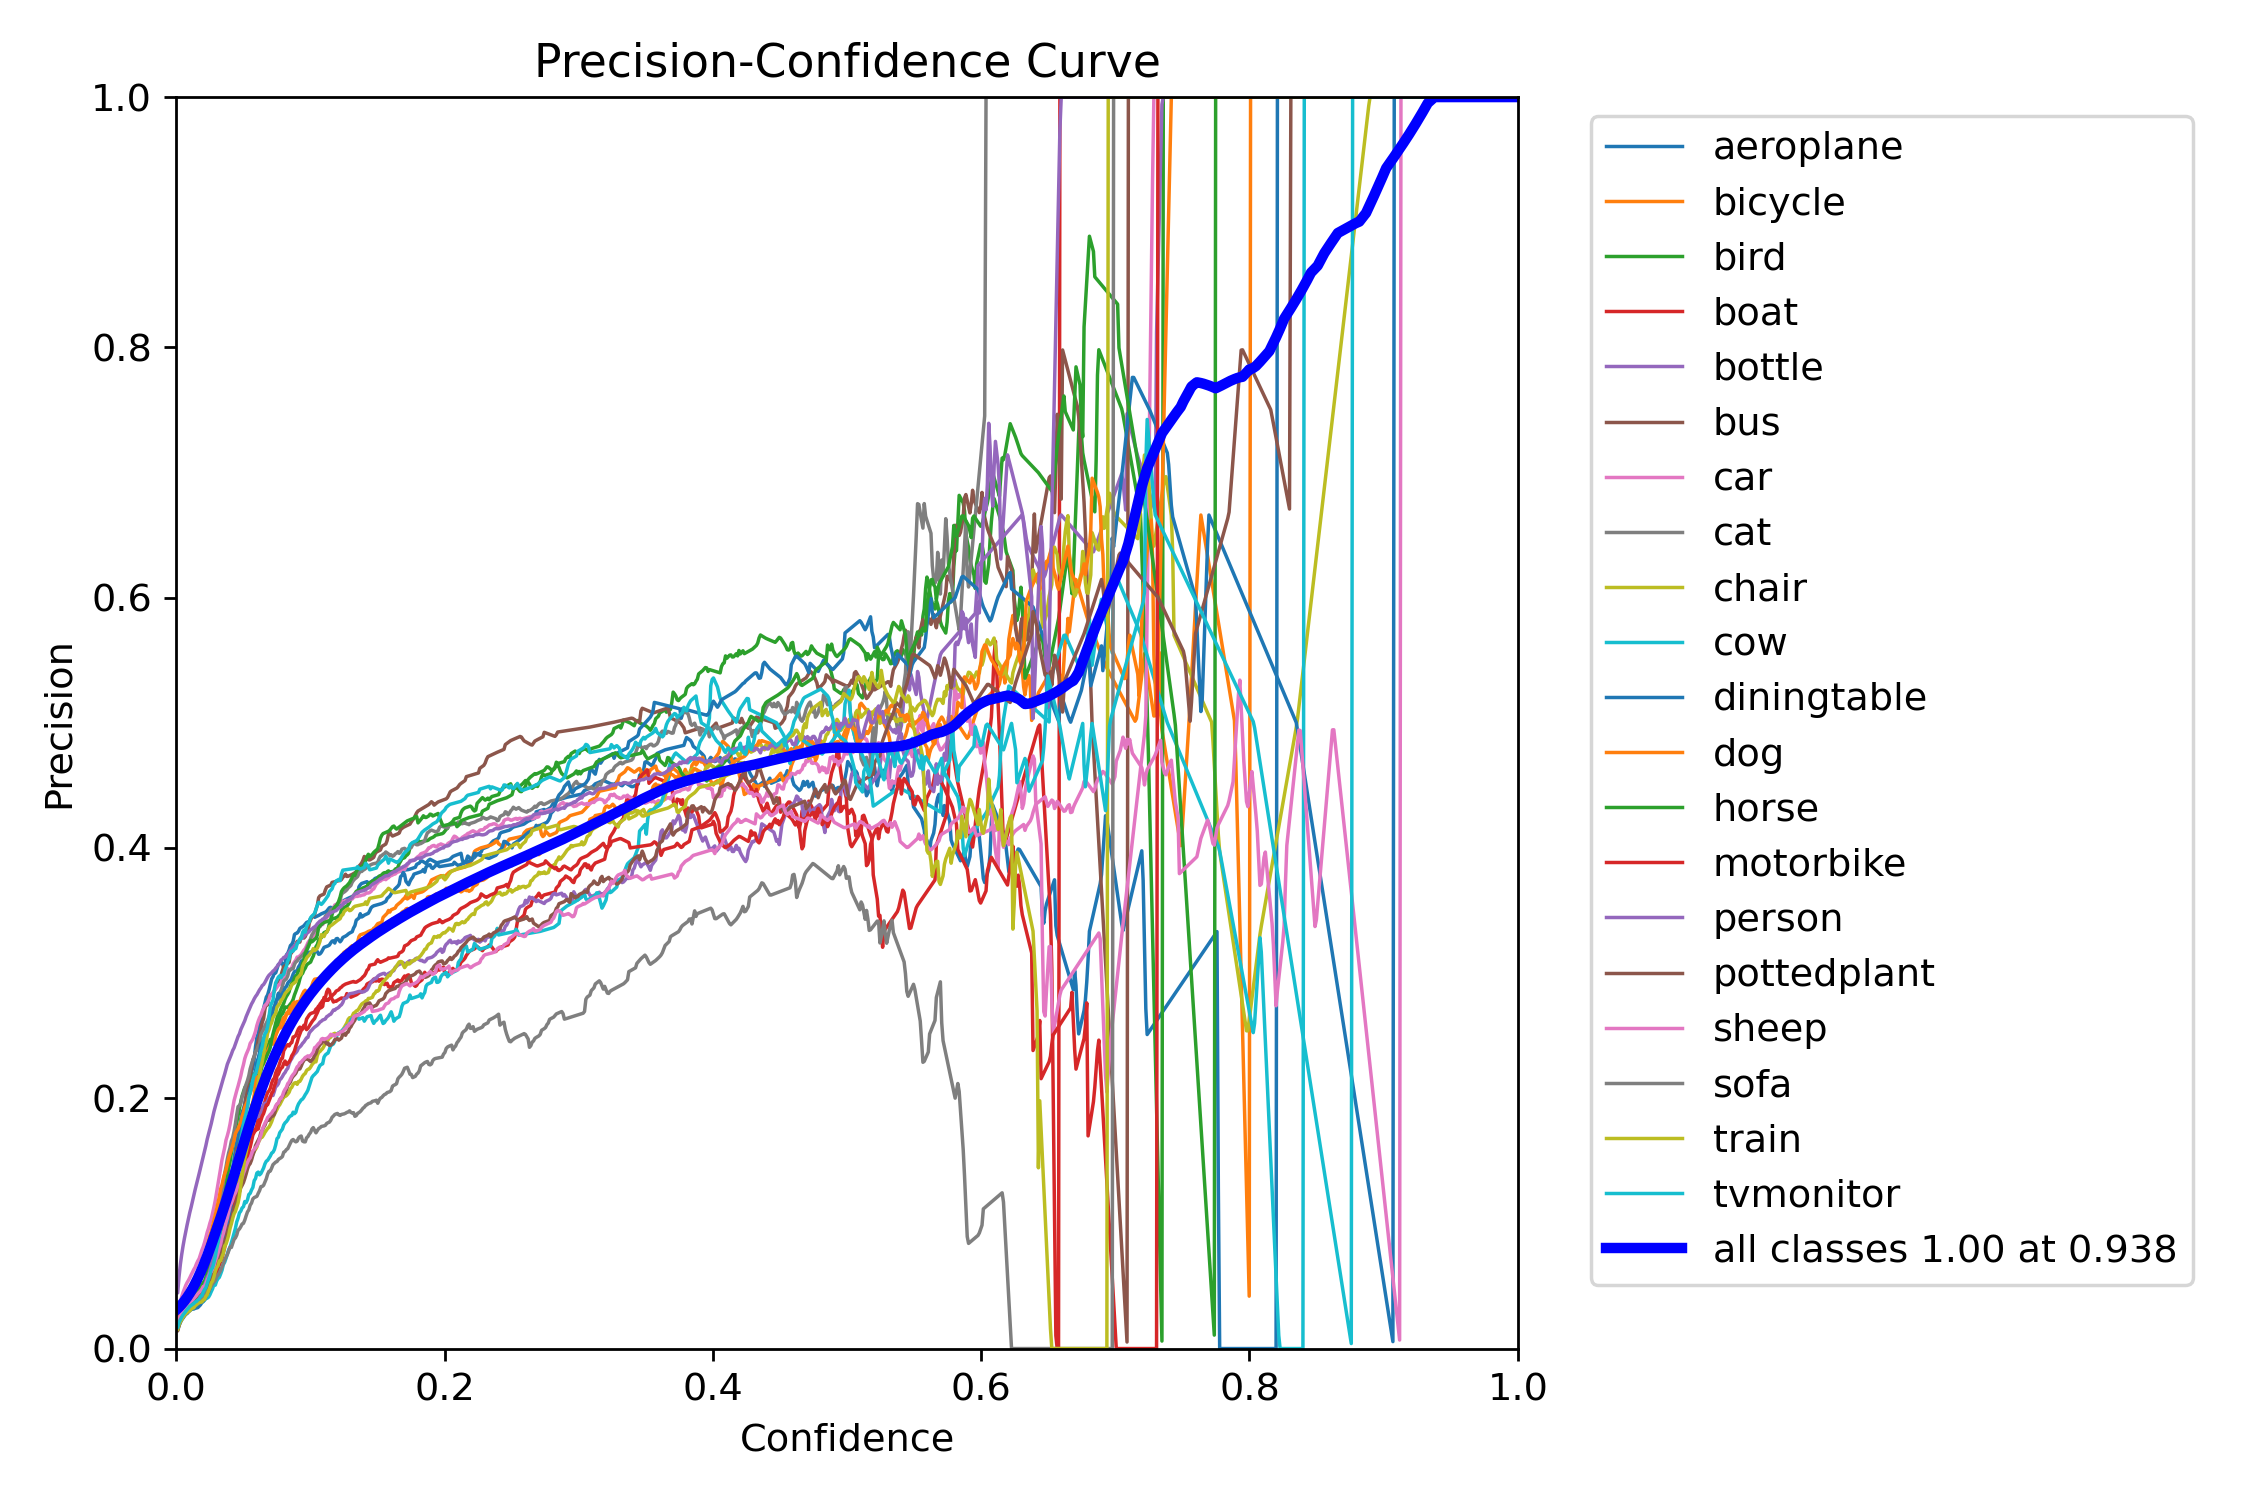 Precision-Confidence Curve
1.0
0.8
0.6
0.4
0.2
0.0
Precision
0.0 0.2 0.4 0.6 0.8 1.0
Confidence
aeroplane
bicycle
bird
boat
bottle
bus
car
cat
chair
cow
diningtable
dog
horse
motorbike
person
pottedplant
sheep
sofa
train
tvmonitor
all classes 1.00 at 0.938